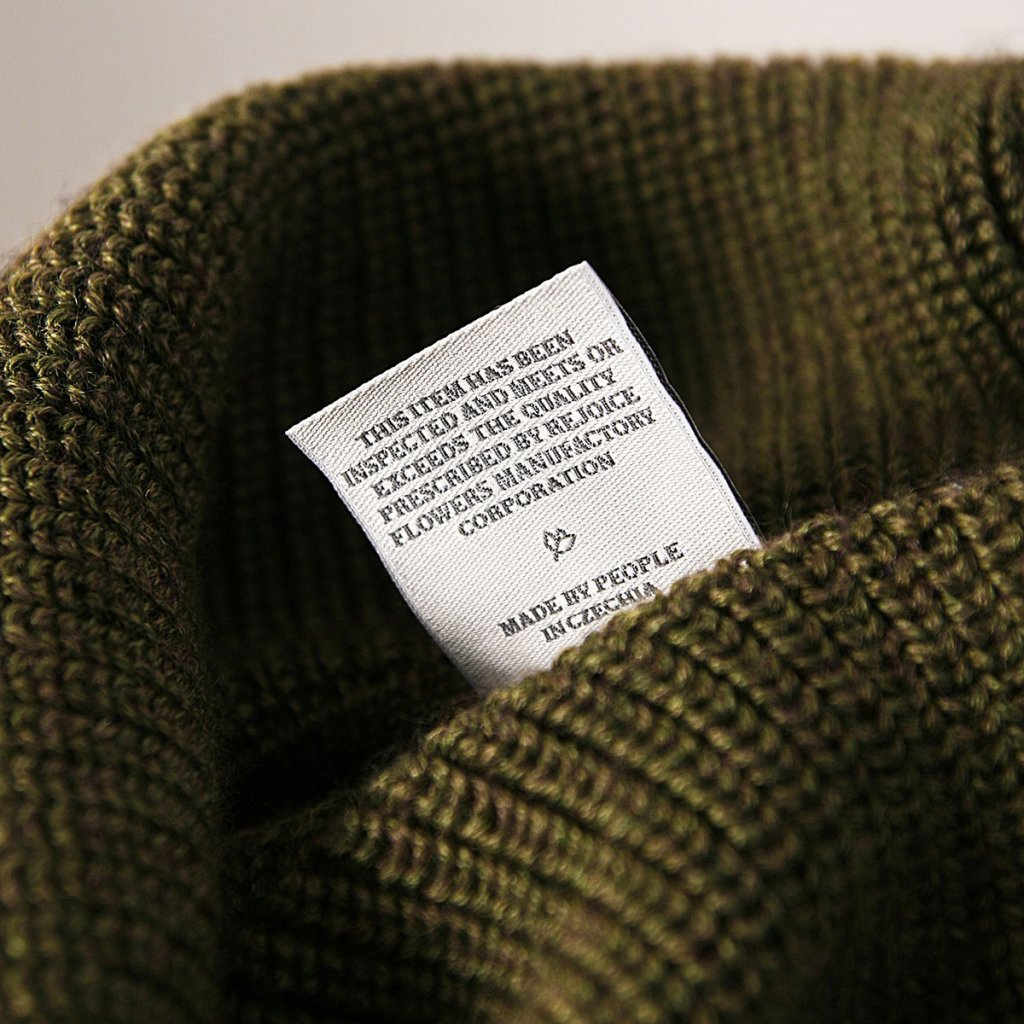 THIS ITEM HAS BEEN
INSPECTED AND MEETS OR
EXCEEDS THE QUALITY
PRESCRIBED BY REJOICE
FLOWERS MANUFACTORY
CORPORATION
MADE BY PEOPLE
IN CZECHIA